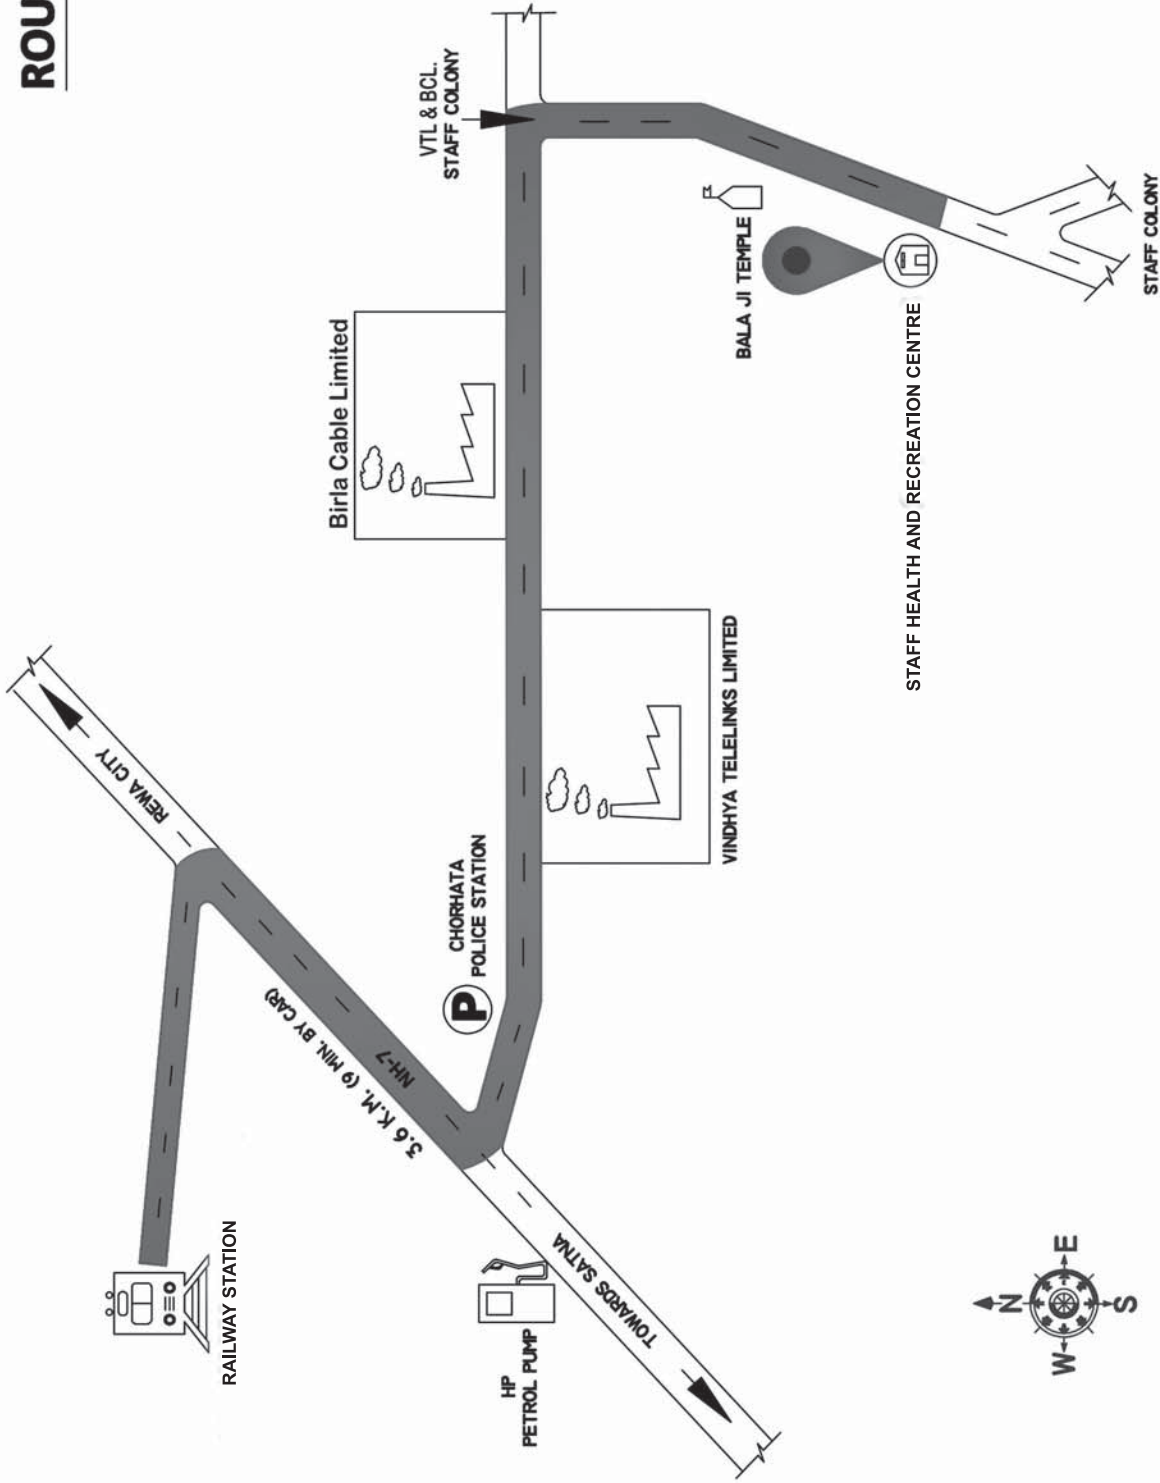 ROU
VTL & BCL.
STAFF COLONY
Birla Cable Limited
REWA CITY
CHORHATA
POLICE STATION
P
NH-7
3.6 K.M. (9 MIN. BY CAR)
RAILWAY STATION
HP
PETROL PUMP
TOWARDS SATNA
VINDHYA TELELINKS LIMITED
BALA JI TEMPLE
STAFF HEALTH AND RECREATION CENTRE
STAFF COLONY
N
W
E
S